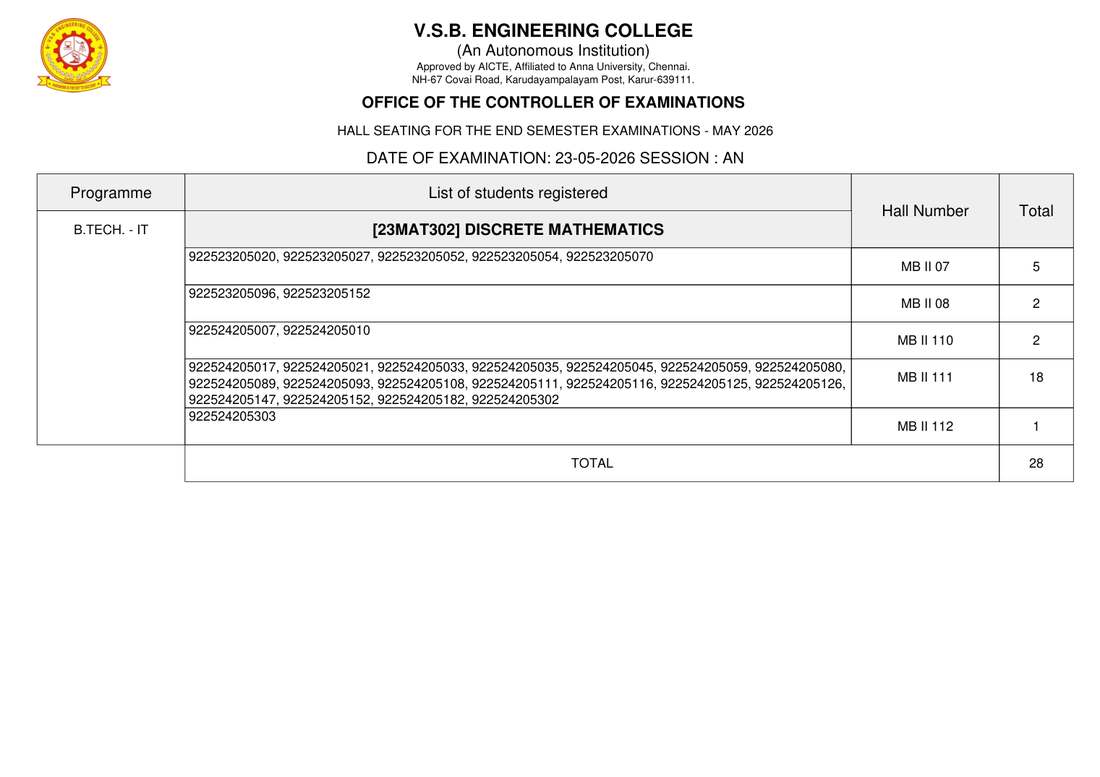 V.S.B. ENGINEERING COLLEGE
(An Autonomous Institution)
Approved by AICTE, Affiliated to Anna University, Chennai.
NH-67 Covai Road, Karudayampalayam Post, Karur-639111.
OFFICE OF THE CONTROLLER OF EXAMINATIONS
HALL SEATING FOR THE END SEMESTER EXAMINATIONS - MAY 2026
DATE OF EXAMINATION: 23-05-2026 SESSION : AN
Programme List of students registered Hall Number Total
B.TECH. - IT [23MAT302] DISCRETE MATHEMATICS
922523205020, 922523205027, 922523205052, 922523205054, 922523205070 MB II 07 5
922523205096, 922523205152 MB II 08 2
922524205007, 922524205010 MB II 110 2
922524205017, 922524205021, 922524205033, 922524205035, 922524205045, 922524205059, 922524205080,
922524205089, 922524205093, 922524205108, 922524205111, 922524205116, 922524205125, 922524205126, MB II 111 18
922524205147, 922524205152, 922524205182, 922524205302
922524205303 MB II 112 1
TOTAL 28